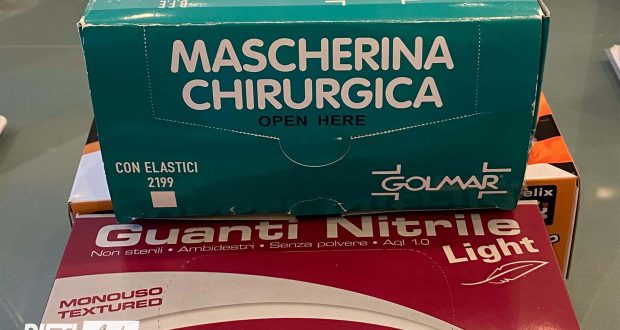 B.F.E
MASCHERINA
CHIRURGICA
OPEN HERE
CON ELASTICI
2199
GOLMAR
elix
Guanti Nitrile
Light
Non sterili • Ambidestri • Senza polvere • Aql 1.0
MONOUSO
TEXTURED